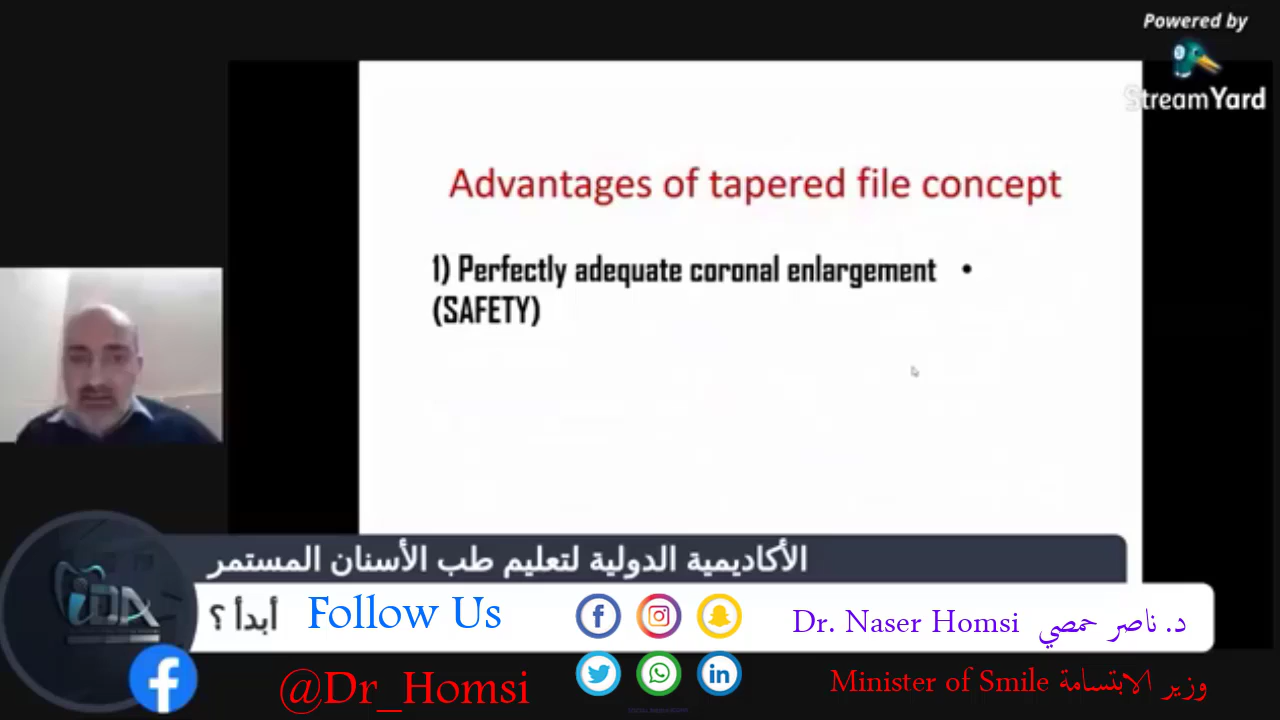 Powered by
StreamYard
Advantages of tapered file concept
1) Perfectly adequate coronal enlargement •
(SAFETY)
الأكاديمية الدولية لتعليم طب الأسنان المستمر
iDA
أبدأ ؟
Follow Us
Dr. Naser Homsi د. ناصر حمصي
@Dr_Homsi
Minister of Smile وزير الابتسامة